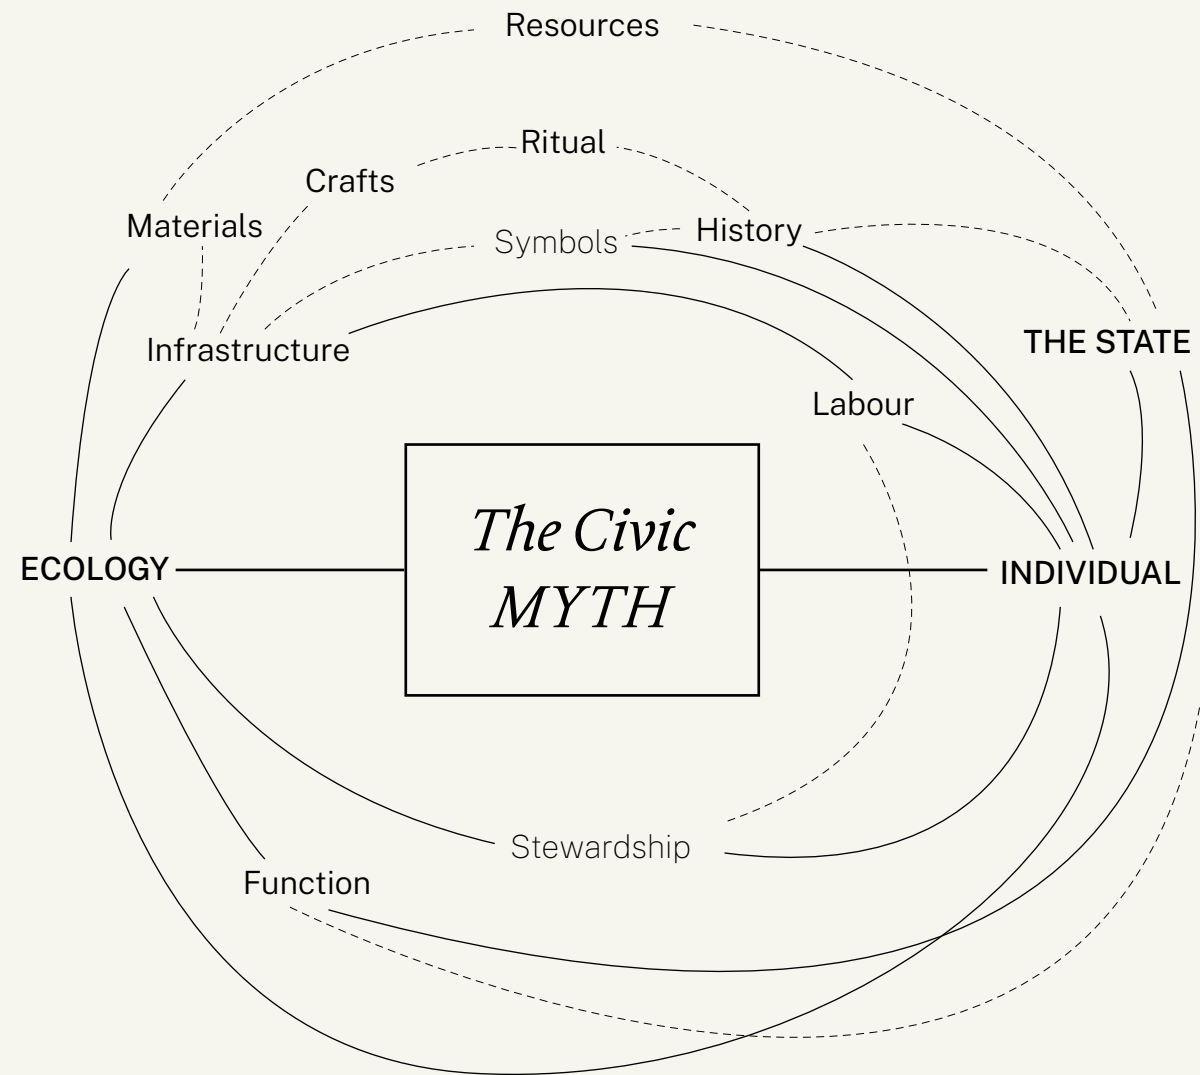 Resources
Ritual
Crafts
Materials
History
Symbols
THE STATE
Infrastructure
Labour
The Civic
MYTH
ECOLOGY
INDIVIDUAL
Stewardship
Function